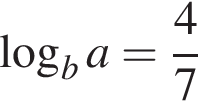 log_b a = 4/7